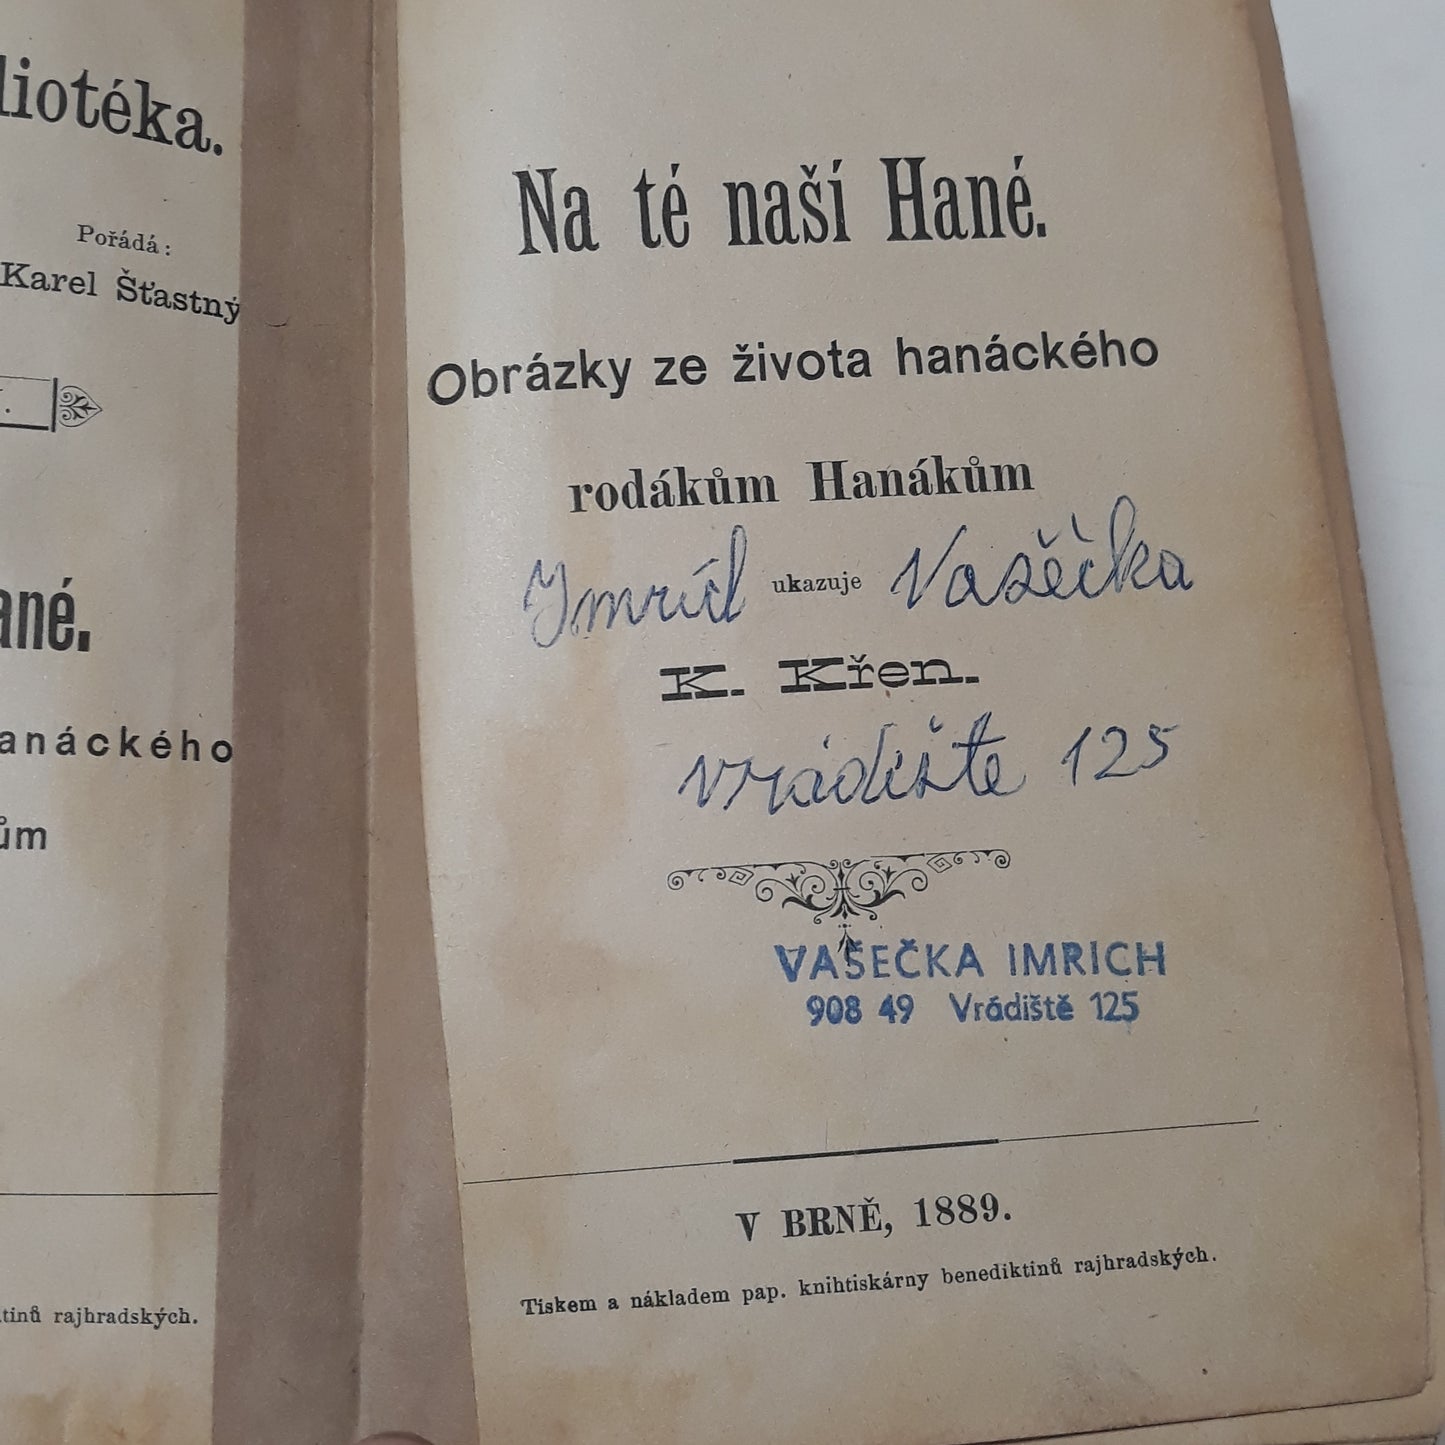 liotéka.
Pořádá:
Karel Šťastný
ané.
anáckého
ům
tinů rajhradských.
Na té naší Hané.
Obrázky ze života hanáckého
rodákům Hanákům
ukazuje Vašečka
K. Křen.
vrádište 125
VAŠEČKA IMRICH
908 49 Vrádiště 125
V BRNĚ, 1889.
Tiskem a nákladem pap. knihtiskárny benediktinů rajhradských.